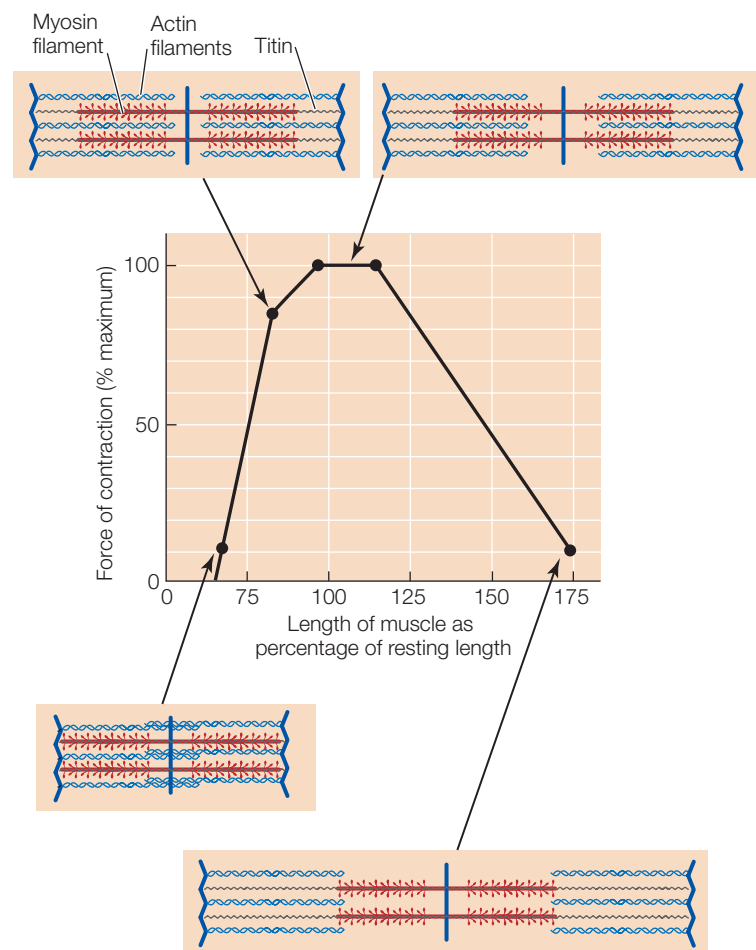 Myosin
filament
Actin
filaments
Titin
Force of contraction (% maximum)
100
50
0
0
75
100
125
150
175
Length of muscle as
percentage of resting length